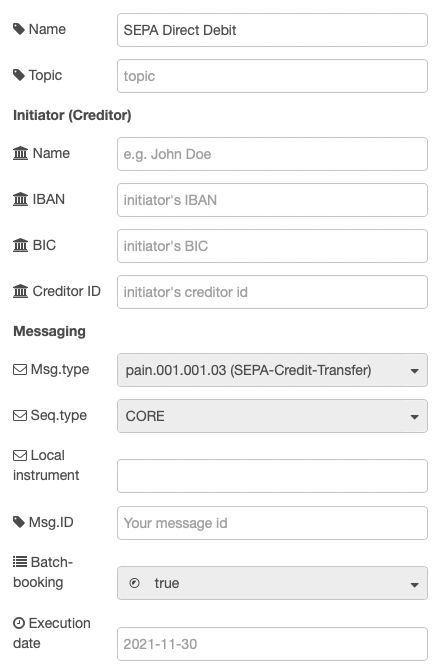 Name SEPA Direct Debit
Topic topic
Initiator (Creditor)
Name e.g. John Doe
IBAN initiator's IBAN
BIC initiator's BIC
Creditor ID initiator's creditor id
Messaging
Msg.type pain.001.001.03 (SEPA-Credit-Transfer)
Seq.type CORE
Local
instrument
Msg.ID Your message id
Batch-
booking true
Execution
date 2021-11-30